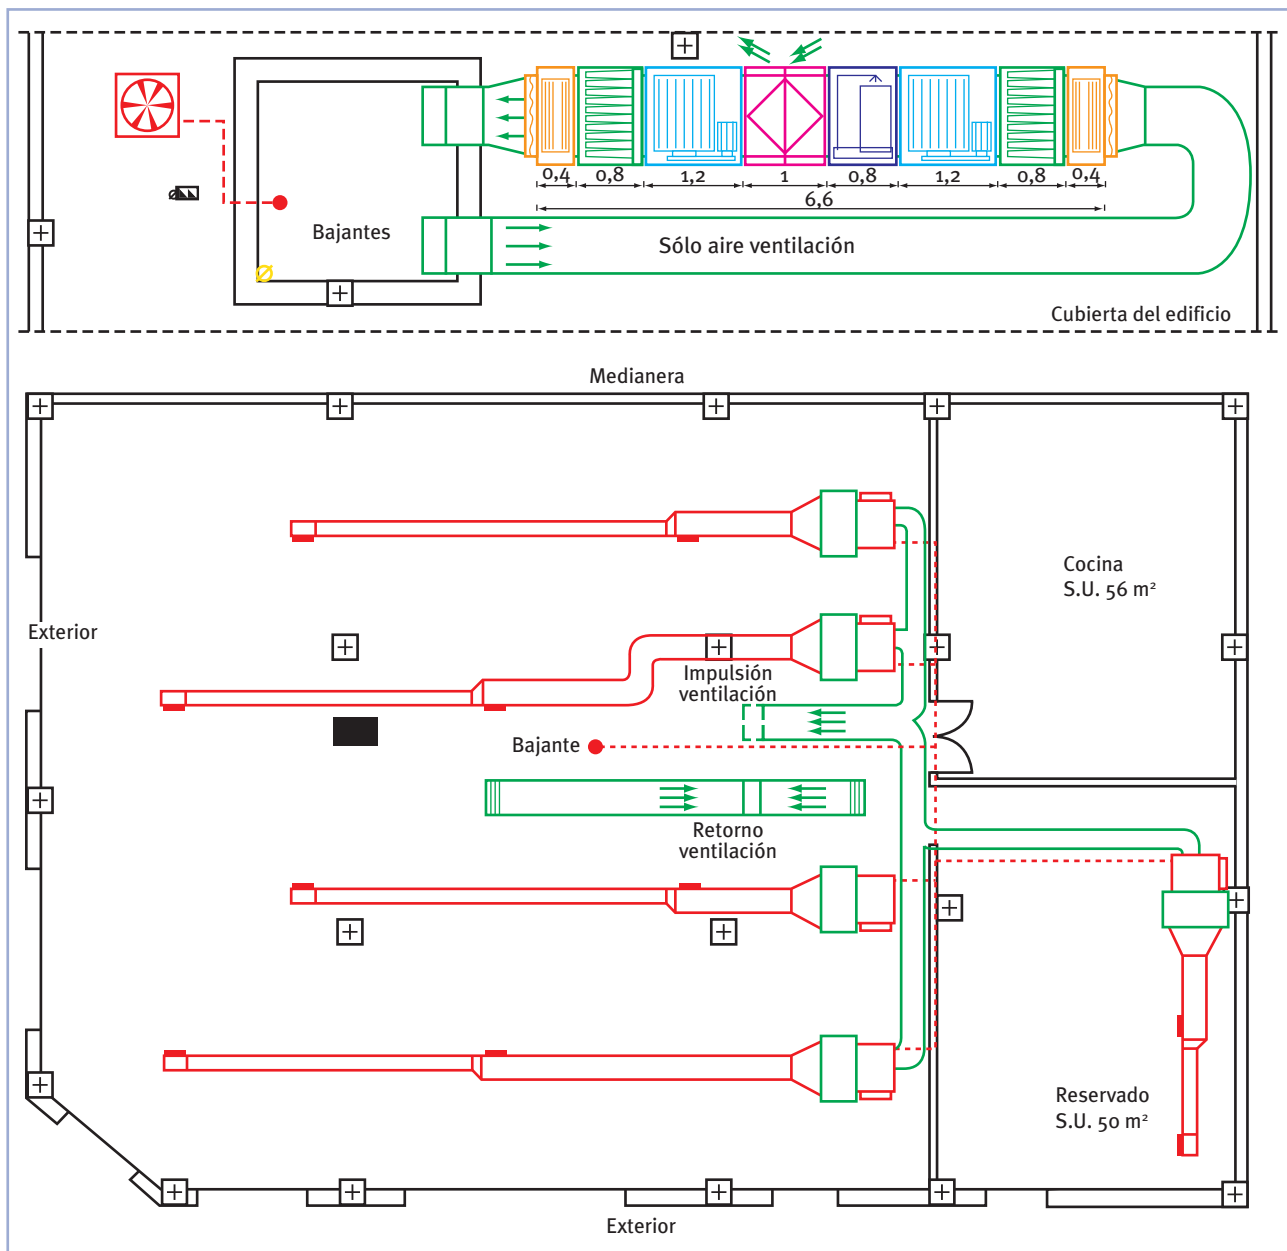 0,4
0,8
1,2
1
0,8
1,2
0,8
0,4
6,6
Bajantes
Sólo aire ventilación
Cubierta del edificio
Medianera
Cocina
S.U. 56 m²
Exterior
Impulsión
ventilación
Bajante
Retorno
ventilación
Reservado
S.U. 50 m²
Exterior